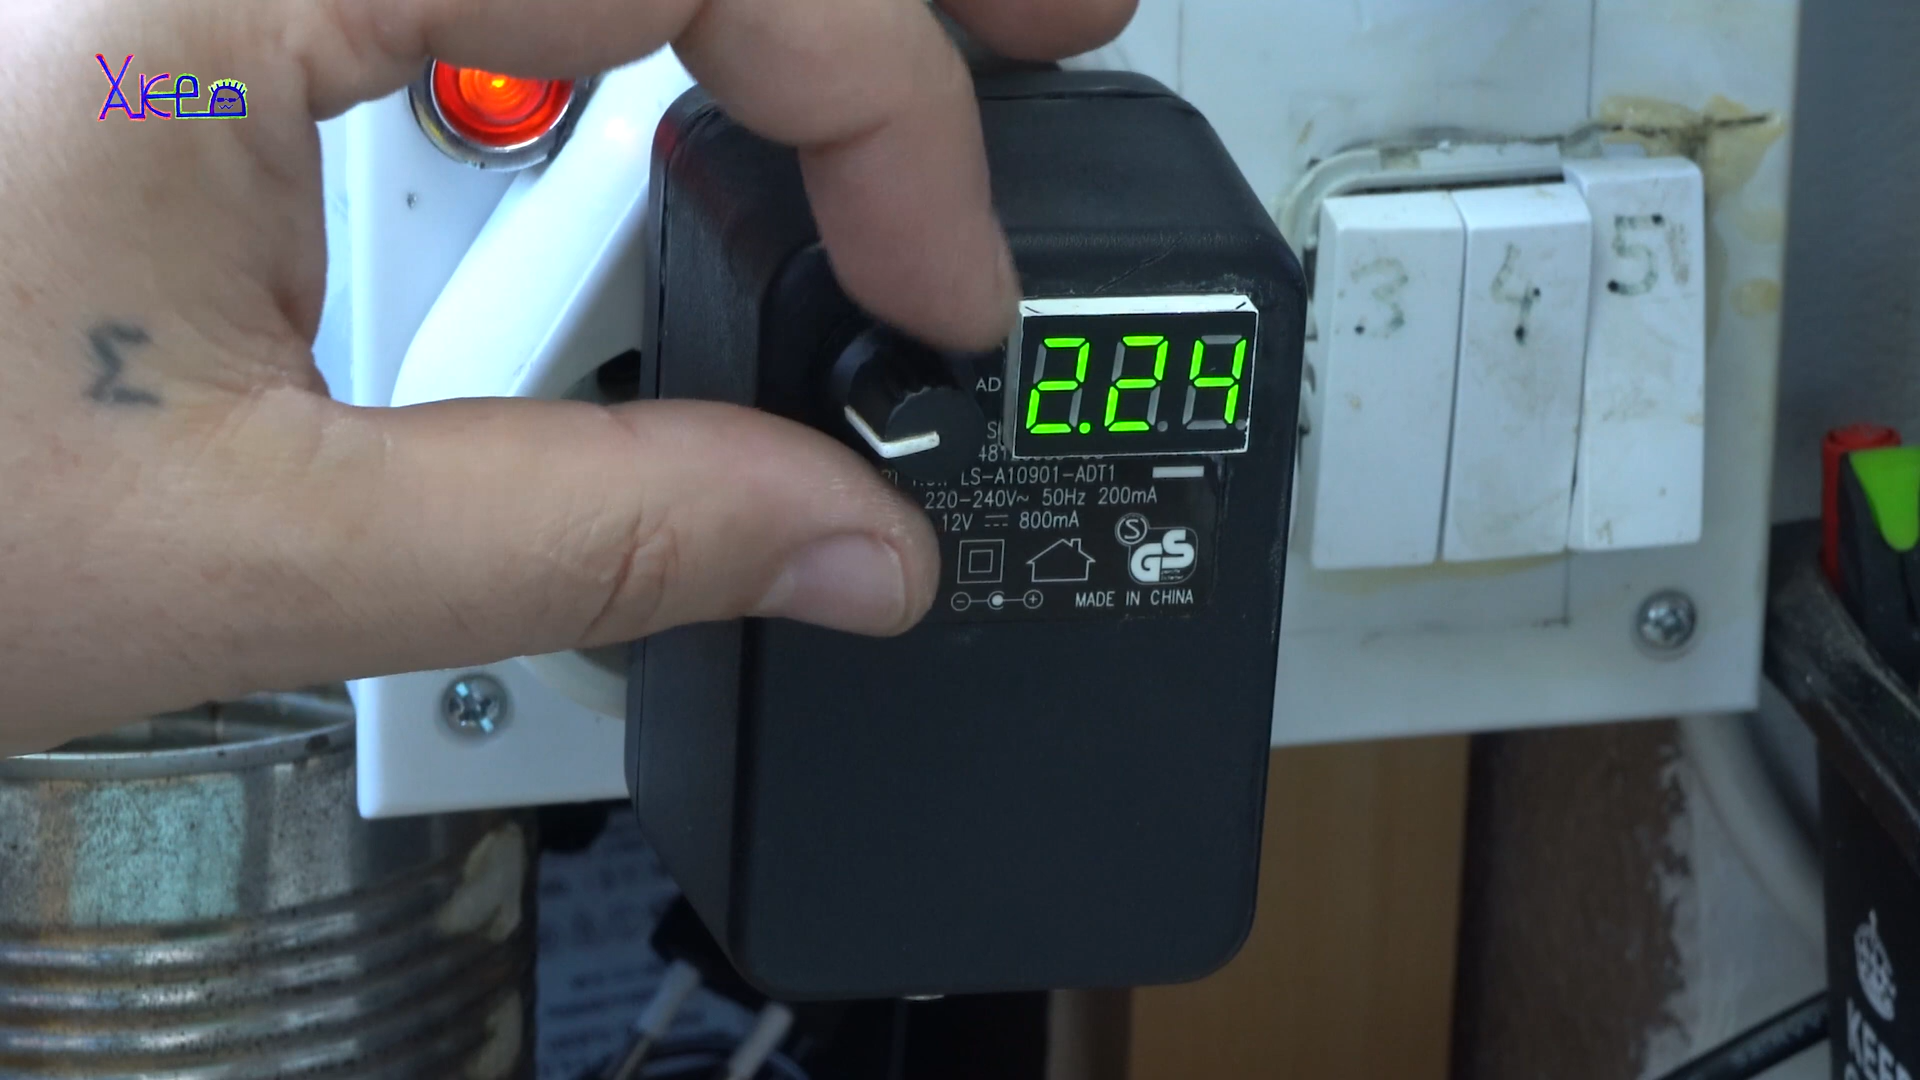 2.24
AD
LS-A10901-ADT1
220-240V~ 50Hz 200mA
12V ⎓ 800mA
S GS
MADE IN CHINA
3 4 5
M
KEEP